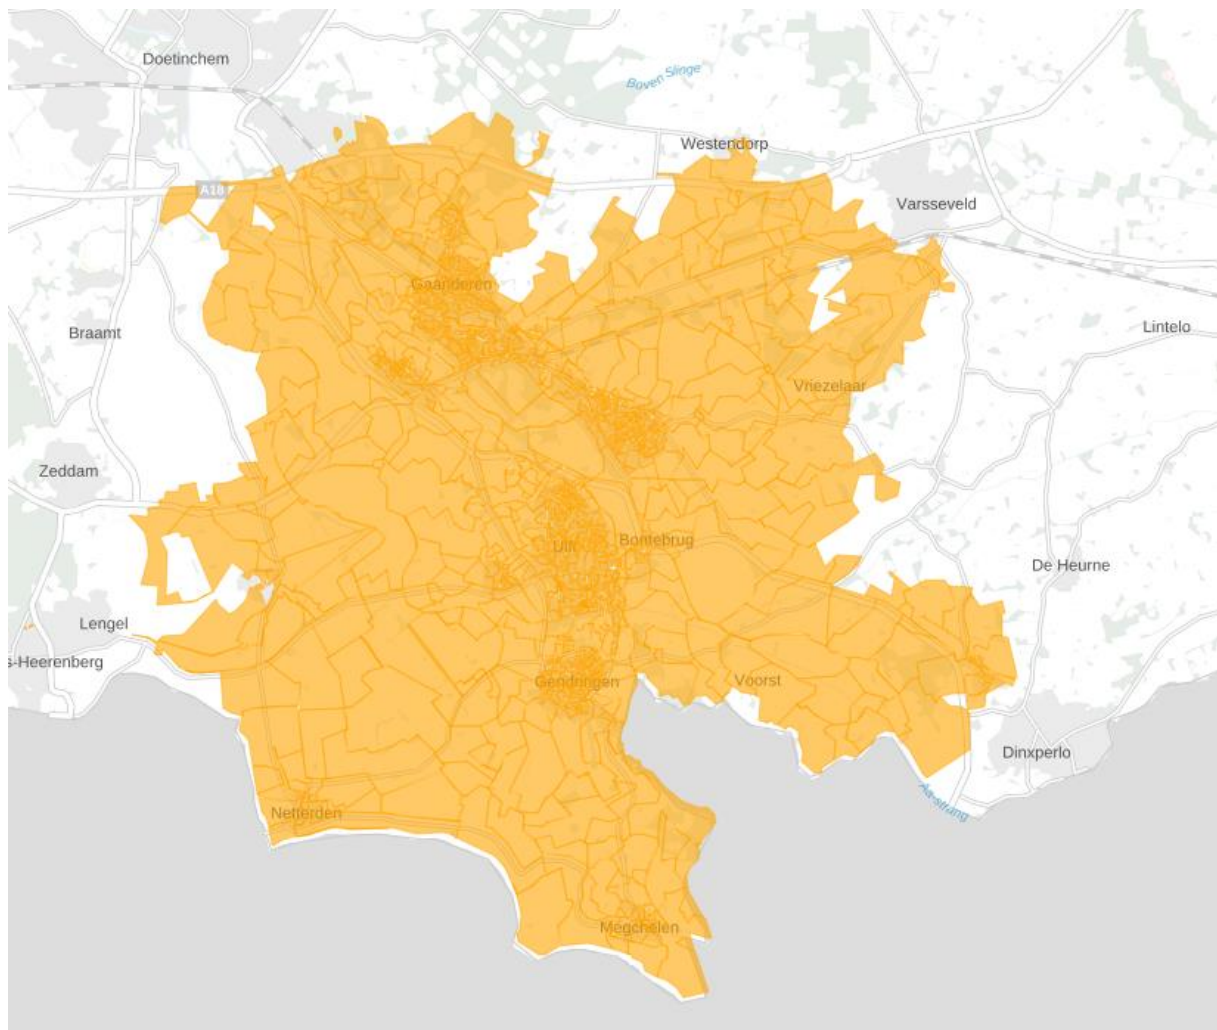 Doetinchem
Boven Slinge
Westendorp
A18
Varsseveld
Gaanderen
Braamt
Lintelo
Vriezelaar
Zeddam
Ulft
Bontebrug
De Heurne
Lengel
s-Heerenberg
Gendringen
Voorst
Dinxperlo
Netterden
Aa-strang
Megchelen